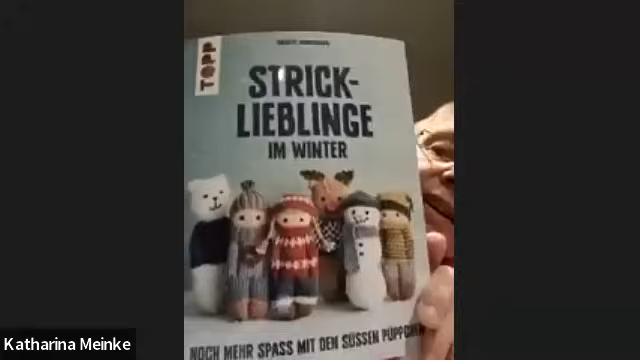 TOPP
STRICK-
LIEBLINGE
IM WINTER
NOCH MEHR SPASS MIT DEN SÜSSEN PÜPPCHEN
Katharina Meinke